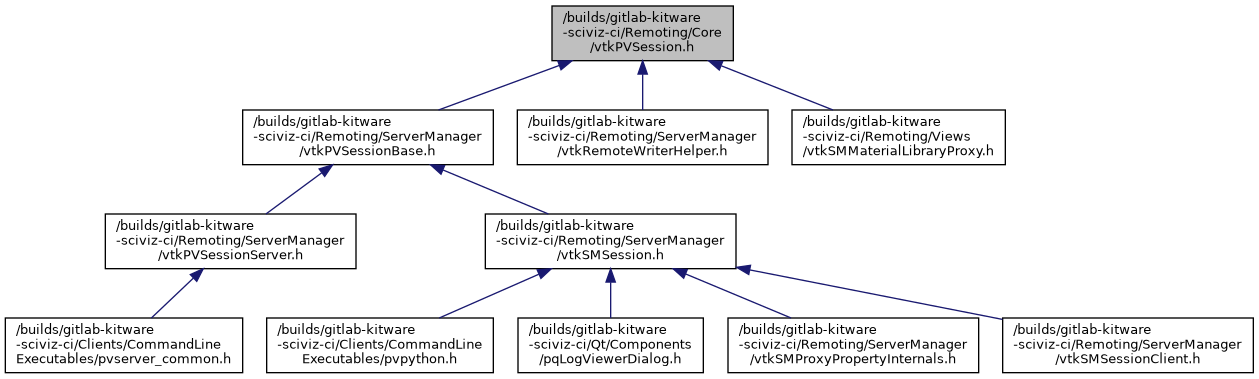 /builds/gitlab-kitware
-sciviz-ci/Remoting/Core
/vtkPVSession.h
/builds/gitlab-kitware
-sciviz-ci/Remoting/ServerManager
/vtkPVSessionBase.h
/builds/gitlab-kitware
-sciviz-ci/Remoting/ServerManager
/vtkRemoteWriterHelper.h
/builds/gitlab-kitware
-sciviz-ci/Remoting/Views
/vtkSMMaterialLibraryProxy.h
/builds/gitlab-kitware
-sciviz-ci/Remoting/ServerManager
/vtkPVSessionServer.h
/builds/gitlab-kitware
-sciviz-ci/Remoting/ServerManager
/vtkSMSession.h
/builds/gitlab-kitware
-sciviz-ci/Clients/CommandLine
Executables/pvserver_common.h
/builds/gitlab-kitware
-sciviz-ci/Clients/CommandLine
Executables/pvpython.h
/builds/gitlab-kitware
-sciviz-ci/Qt/Components
/pqLogViewerDialog.h
/builds/gitlab-kitware
-sciviz-ci/Remoting/ServerManager
/vtkSMProxyPropertyInternals.h
/builds/gitlab-kitware
-sciviz-ci/Remoting/ServerManager
/vtkSMSessionClient.h